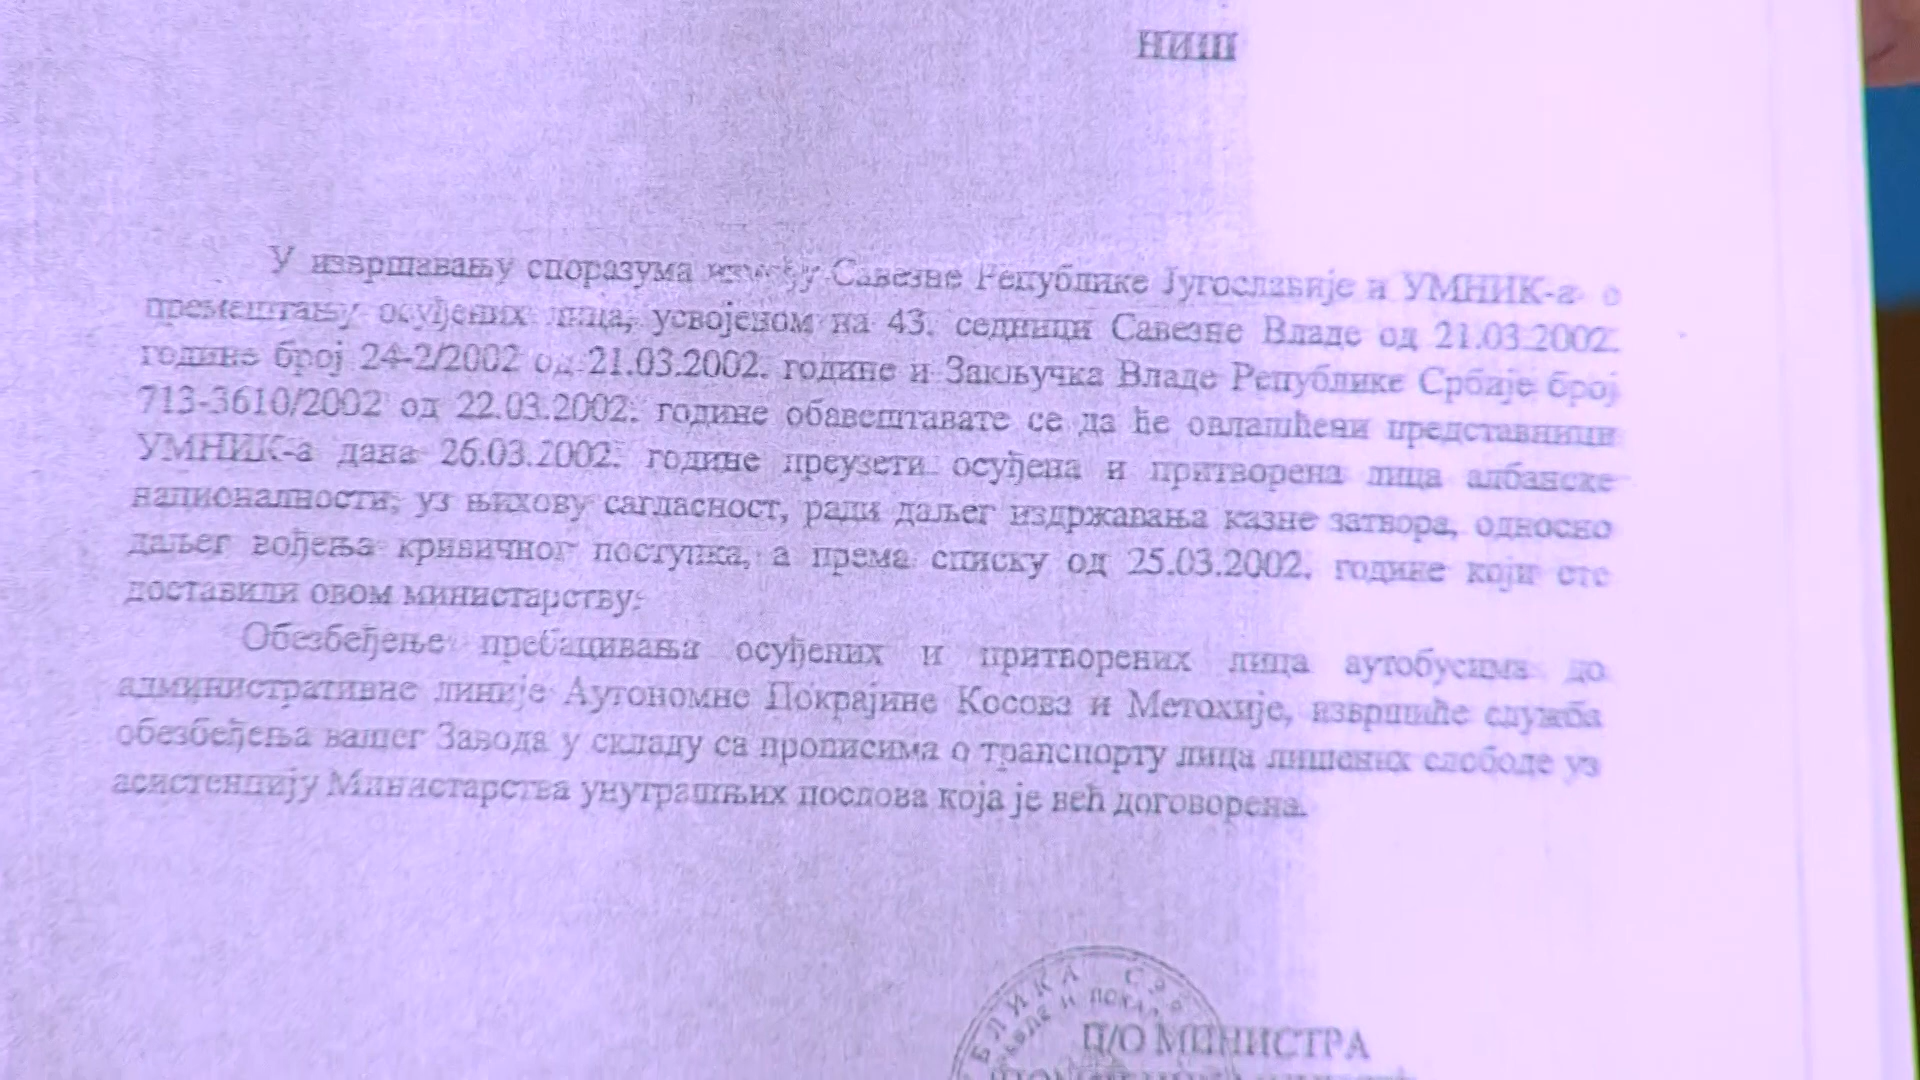 НИШ
У извршавању споразума између Савезне Републике Југославије и УМНИК-а о
премештању осуђених лица, усвојеном на 43. седници Савезне Владе од 21.03.2002.
године број 24-2/2002 од 21.03.2002. године и Закључка Владе Републике Србије број
713-3610/2002 од 22.03.2002. године обавештавате се да ће овлашћени представници
УМНИК-а дана 26.03.2002. године преузети осуђена и притворена лица албанске
националности, уз њихову сагласност, ради даљег издржавања казне затвора, односно
даљег вођења кривичног поступка, а према списку од 25.03.2002. године који сте
доставили овом министарству.
Обезбеђење пребацивања осуђених и притворених лица аутобусима до
административне линије Аутономне Покрајине Косова и Метохије, извршиће служба
обезбеђења вашег Завода у складу са прописима о транспорту лица лишених слободе уз
асистенцију Министарства унутрашњих послова која је већ договорена.
П/О МИНИСТРА